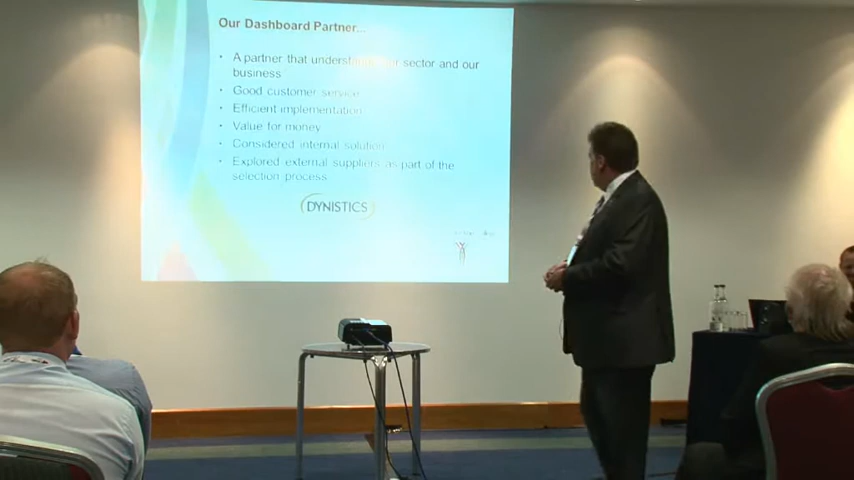 Our Dashboard Partner...
• A partner that understands our sector and our
business
• Good customer service
• Efficient implementation
• Value for money
• Considered internal solution
• Explored external suppliers as part of the
selection process
DYNISTICS